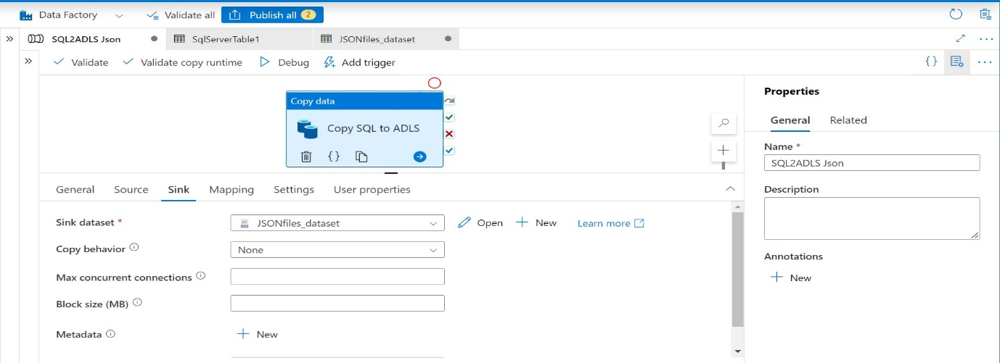 Data Factory Validate all Publish all 2
SQL2ADLS Json SqlServerTable1 JSONfiles_dataset
Validate Validate copy runtime Debug Add trigger { }
Copy data
Copy SQL to ADLS
{ }
General Source Sink Mapping Settings User properties
Sink dataset * JSONfiles_dataset Open New Learn more
Copy behavior None
Max concurrent connections
Block size (MB)
Metadata New
Properties
General Related
Name *
SQL2ADLS Json
Description
Annotations
New